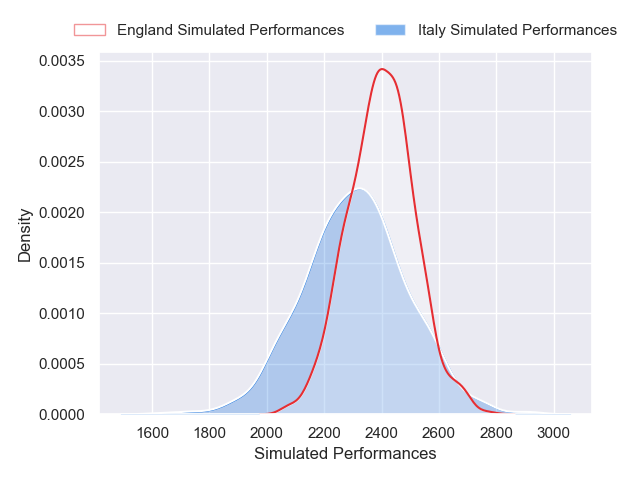 England Simulated Performances Italy Simulated Performances
0.0035
0.0030
0.0025
0.0020
0.0015
0.0010
0.0005
0.0000
Density
1600 1800 2000 2200 2400 2600 2800 3000
Simulated Performances